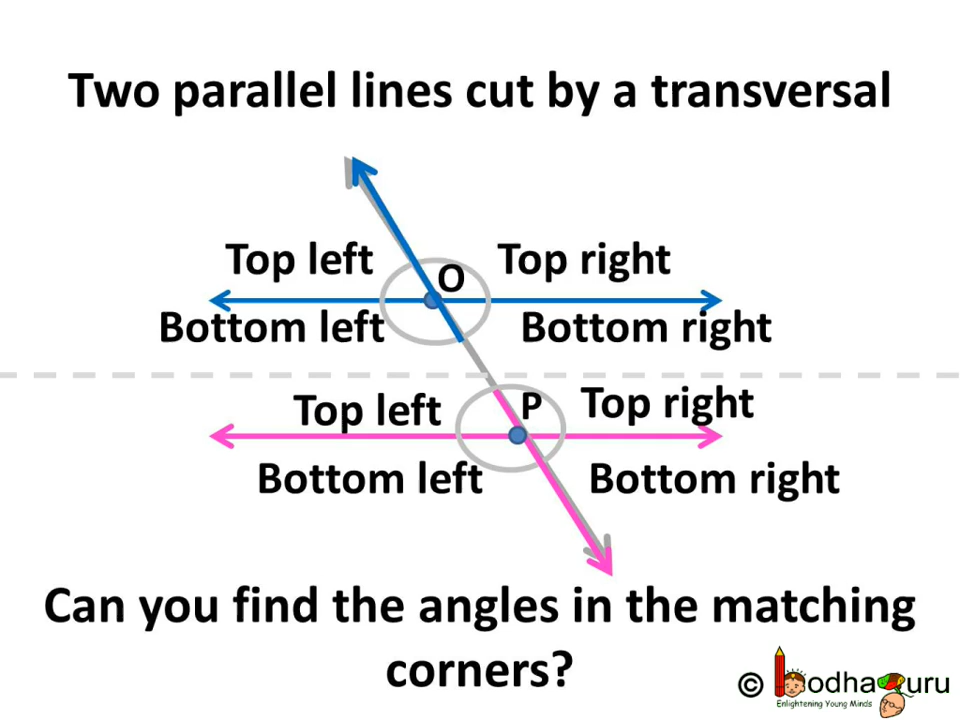 Two parallel lines cut by a transversal
Top left O Top right
Bottom left Bottom right
Top left P Top right
Bottom left Bottom right
Can you find the angles in the matching
corners?
© odhaguru
Enlightening Young Minds